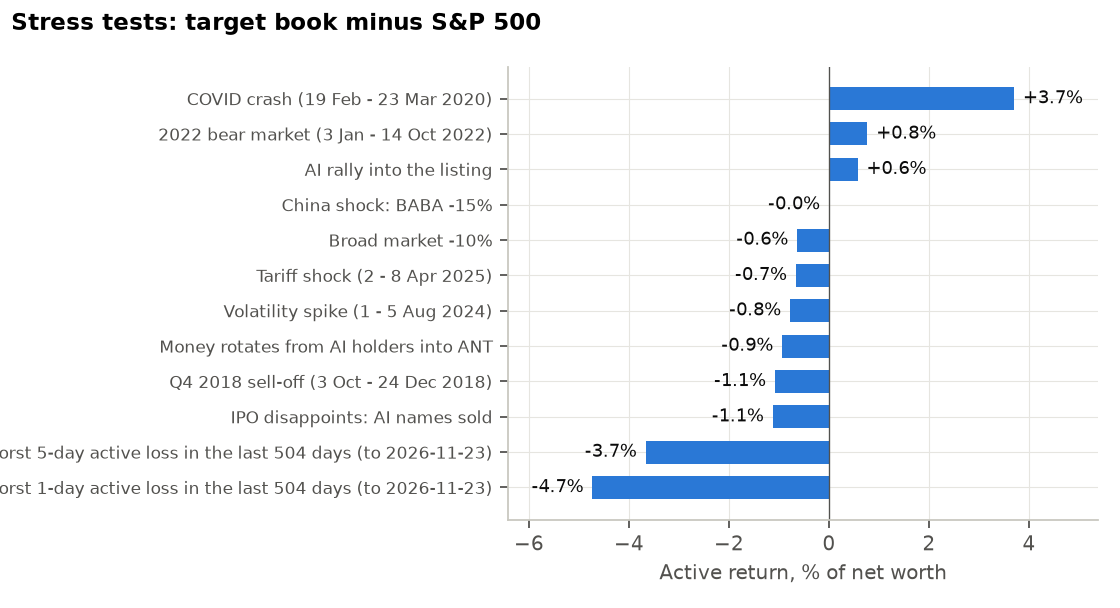 Stress tests: target book minus S&P 500
COVID crash (19 Feb - 23 Mar 2020)
+3.7%
2022 bear market (3 Jan - 14 Oct 2022)
+0.8%
AI rally into the listing
+0.6%
China shock: BABA -15%
-0.0%
Broad market -10%
-0.6%
Tariff shock (2 - 8 Apr 2025)
-0.7%
Volatility spike (1 - 5 Aug 2024)
-0.8%
Money rotates from AI holders into ANT
-0.9%
Q4 2018 sell-off (3 Oct - 24 Dec 2018)
-1.1%
IPO disappoints: AI names sold
-1.1%
orst 5-day active loss in the last 504 days (to 2026-11-23)
-3.7%
orst 1-day active loss in the last 504 days (to 2026-11-23)
-4.7%
−6 −4 −2 0 2 4
Active return, % of net worth